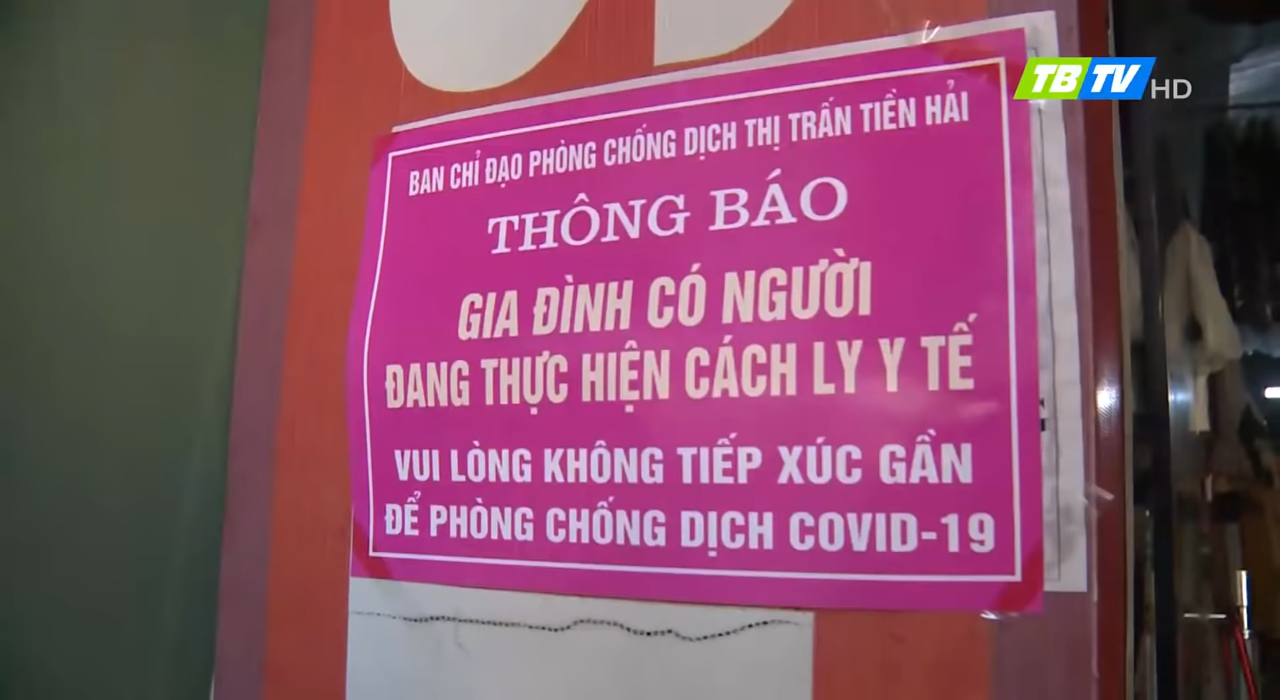 TBTV HD
BAN CHỈ ĐẠO PHÒNG CHỐNG DỊCH THỊ TRẤN TIỀN HẢI
THÔNG BÁO
GIA ĐÌNH CÓ NGƯỜI
ĐANG THỰC HIỆN CÁCH LY Y TẾ
VUI LÒNG KHÔNG TIẾP XÚC GẦN
ĐỂ PHÒNG CHỐNG DỊCH COVID-19